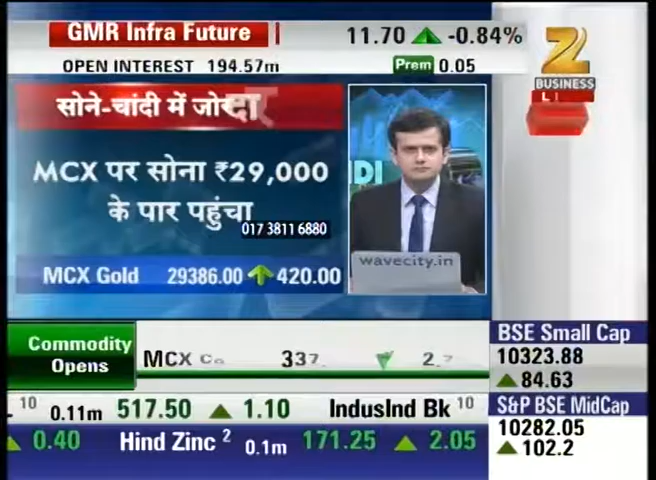 GMR Infra Future
11.70 -0.84%
OPEN INTEREST 194.57m
Prem 0.05
Z
BUSINESS
सोने-चांदी में
MCX पर सोना ₹29,000
के पार पहुंचा
017 3811 6880
wavecity.in
MCX Gold 29386.00 420.00
Commodity
Opens
MCX
337.
BSE Small Cap
10323.88
84.63
S&P BSE MidCap
10282.05
102.2
10 0.11m 517.50 1.10 IndusInd Bk 10
0.40 Hind Zinc 2 0.1m 171.25 2.05